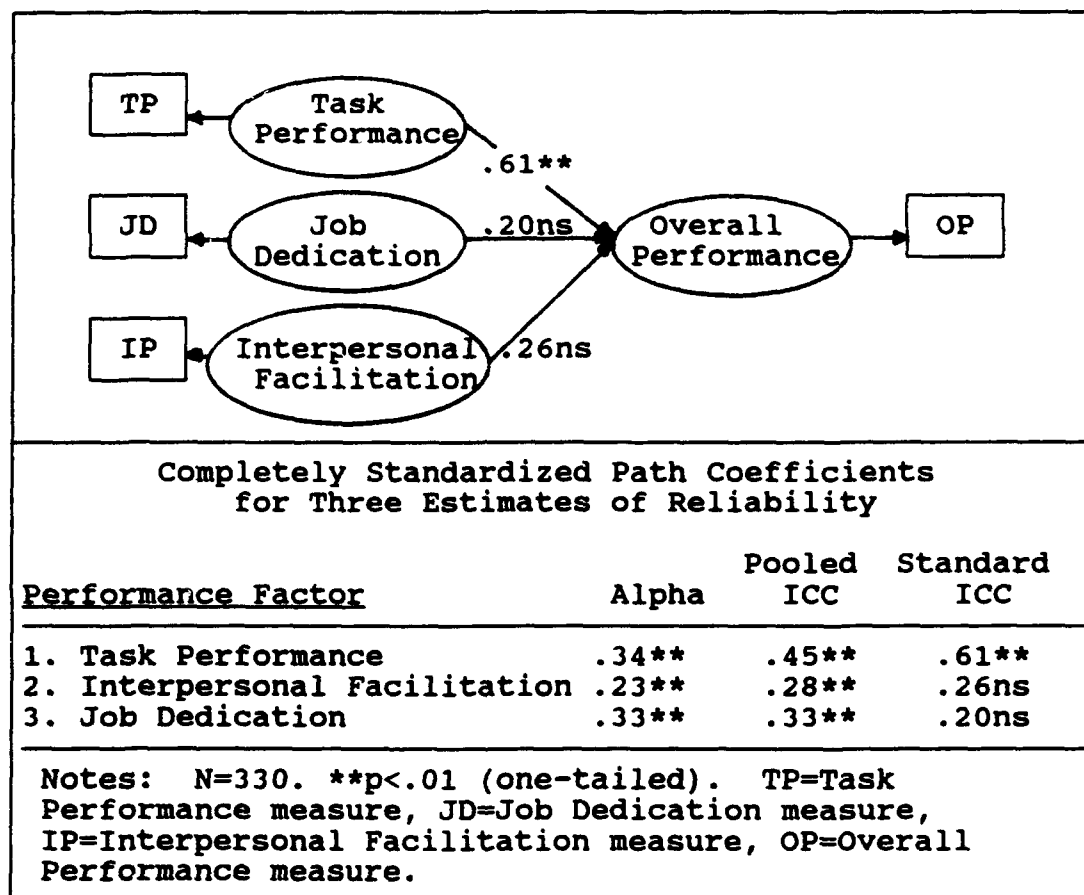 TP
Task
Performance
.61**
JD
Job
Dedication
.20ns
Overall
Performance
OP
IP
Interpersonal
Facilitation
.26ns
Completely Standardized Path Coefficients
for Three Estimates of Reliability
Pooled Standard
Performance Factor Alpha ICC ICC
1. Task Performance .34** .45** .61**
2. Interpersonal Facilitation .23** .28** .26ns
3. Job Dedication .33** .33** .20ns
Notes: N=330. **p<.01 (one-tailed). TP=Task
Performance measure, JD=Job Dedication measure,
IP=Interpersonal Facilitation measure, OP=Overall
Performance measure.